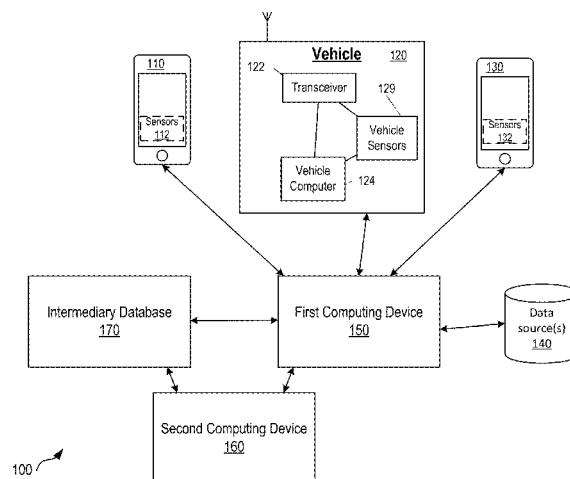 110
Sensors
112
Vehicle
120
122
Transceiver
129
Vehicle
Sensors
Vehicle
Computer
124
130
Sensors
132
Intermediary Database
170
First Computing Device
150
Data
source(s)
140
Second Computing Device
160
100